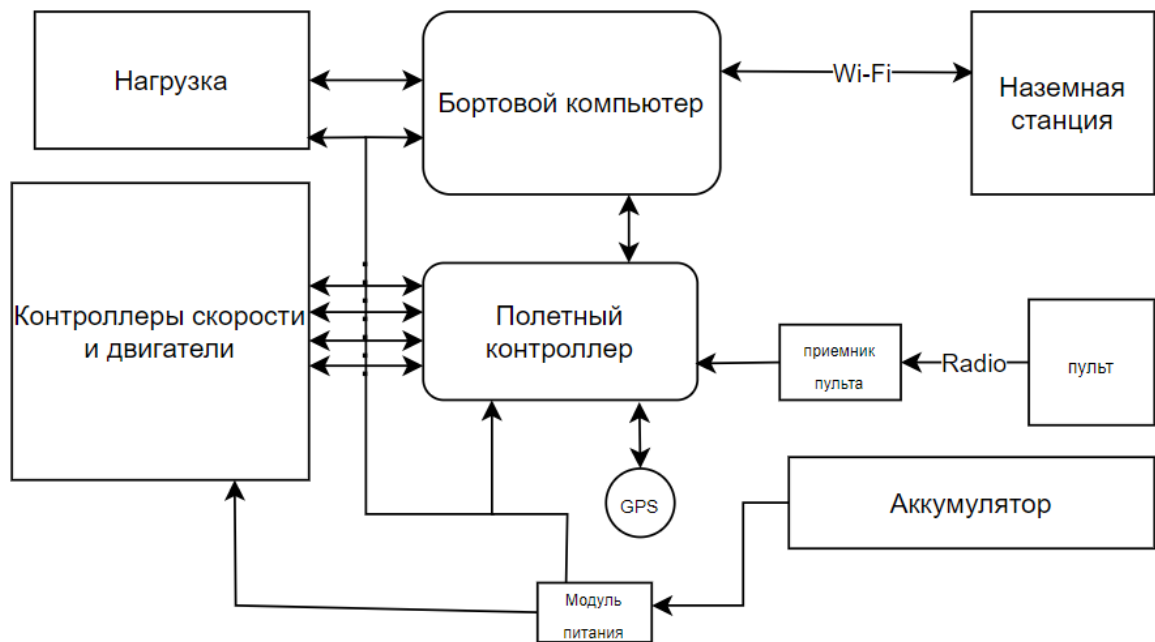 Нагрузка
Бортовой компьютер
Wi-Fi
Наземная
станция
Контроллеры скорости
и двигатели
Полетный
контроллер
приемник
пульта
Radio
пульт
GPS
Аккумулятор
Модуль
питания